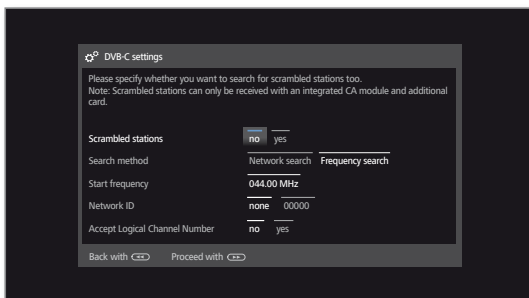 DVB-C settings
Please specify whether you want to search for scrambled stations too.
Note: Scrambled stations can only be received with an integrated CA module and additional
card.
Scrambled stations no yes
Search method Network search Frequency search
Start frequency 044.00 MHz
Network ID none 00000
Accept Logical Channel Number no yes
Back with Proceed with